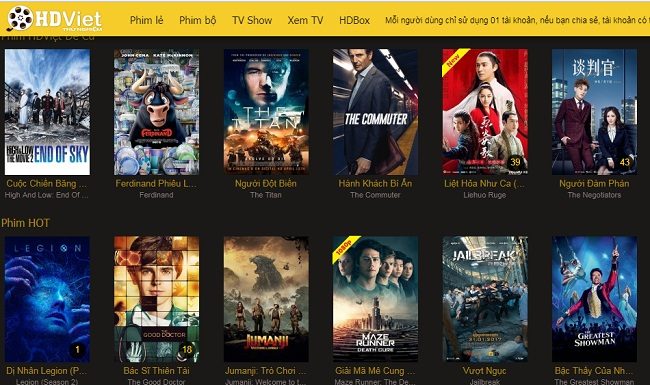 HDViet
THỬ NGHIỆM
Phim lẻ Phim bộ TV Show Xem TV HDBox Mỗi người dùng chỉ sử dụng 01 tài khoản, nếu bạn chia sẻ, tài khoản có t
Phim HDViet Đề Cử
HIGH & LOW
THE MOVIE 2
END OF SKY
JOHN CENA KATE McKINNON
FERDINAND
THE TITAN
THE COMMUTER
New
39
谈判官
43
Cuộc Chiến Băng ... Ferdinand Phiêu L... Người Đột Biến Hành Khách Bí Ẩn Liệt Hỏa Như Ca (... Người Đàm Phán
High And Low: End Of ... Ferdinand The Titan The Commuter Liehuo Ruge The Negotiators
Phim HOT
LEGION
1
THE GOOD DOCTOR
18
JUMANJI
1080p
MAZE RUNNER
DEATH CURE
JAILBREAK
31.01.2017
THE GREATEST SHOWMAN
Dị Nhân Legion (P... Bác Sĩ Thiên Tài Jumanji: Trò Chơi ... Giải Mã Mê Cung ... Vượt Ngục Bậc Thầy Của Nh...
Legion (Season 2) The Good Doctor Jumanji: Welcome to t... Maze Runner: The De... Jailbreak The Greatest Showman